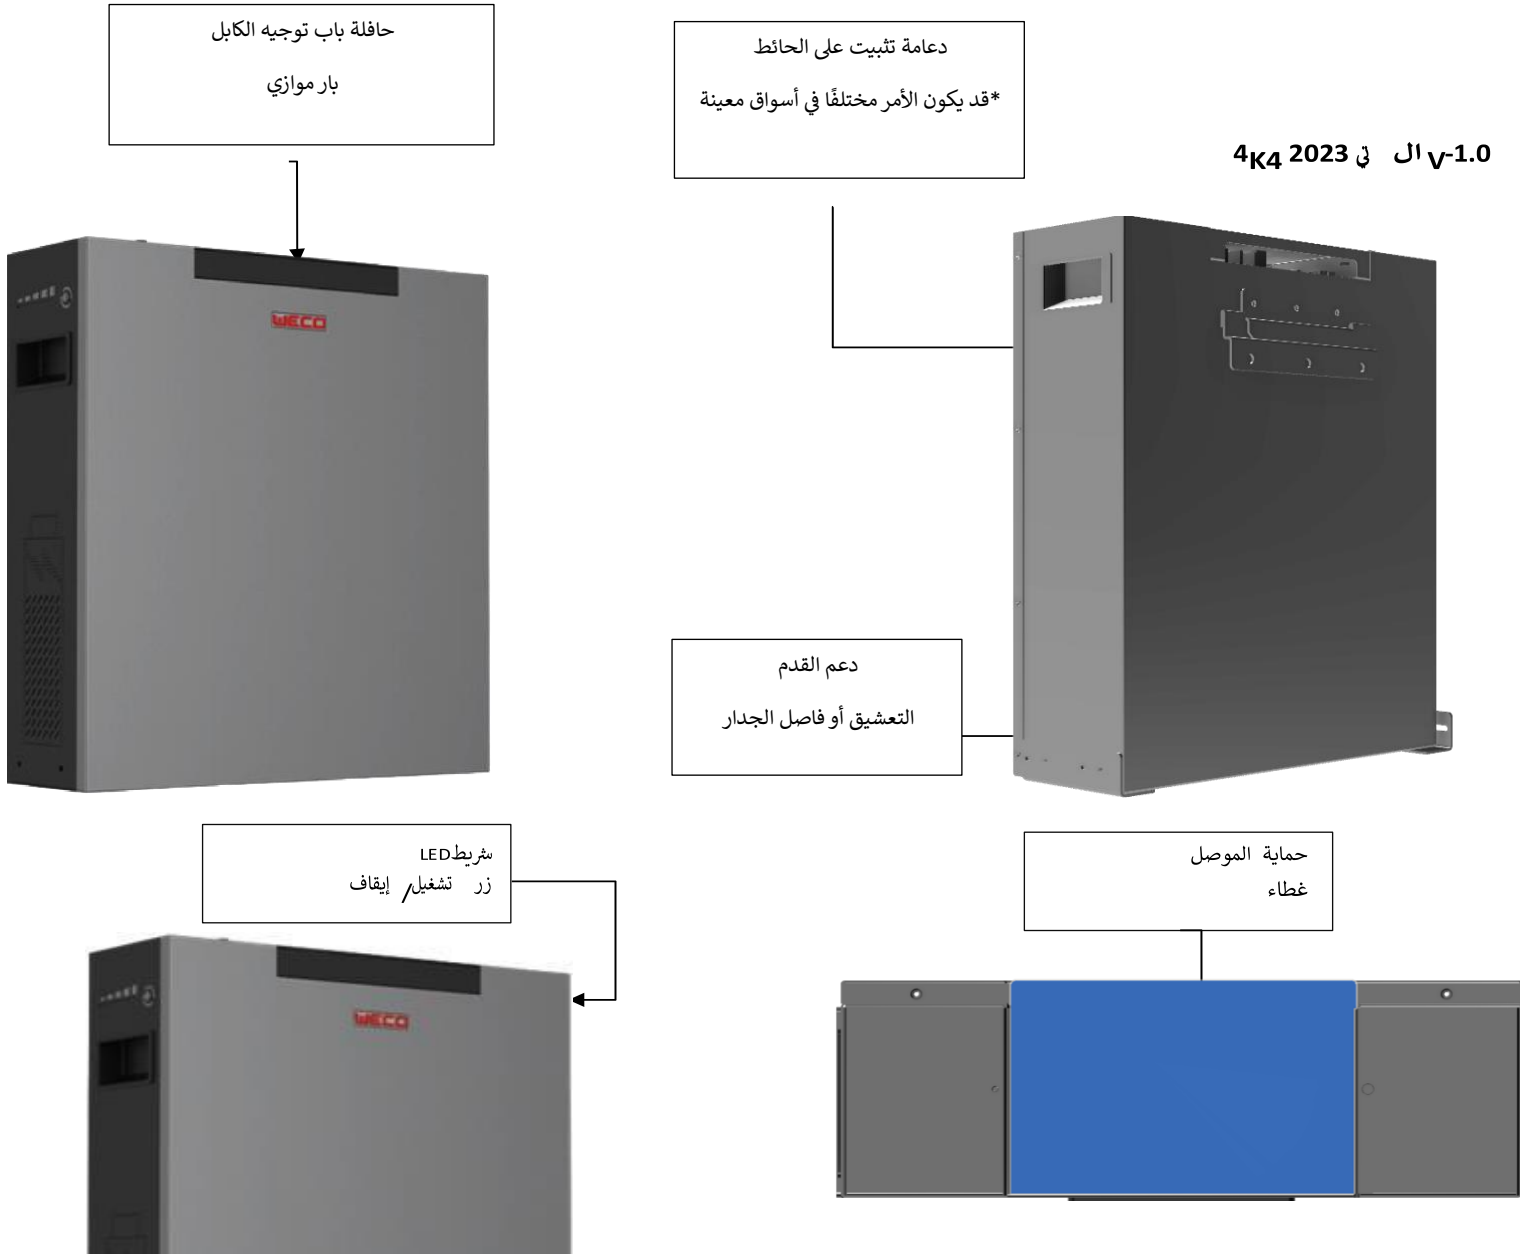 حافلة باب توجيه الكابل
بار موازي
دعامة تثبيت على الحائط
*قد يكون الأمر مختلفًا في أسواق معينة
4K4 2023 ال تي V-1.0
WECO
دعم القدم
التعشيق أو فاصل الجدار
شريطLED
زر تشغيل/ إيقاف
حماية الموصل
غطاء
WECO